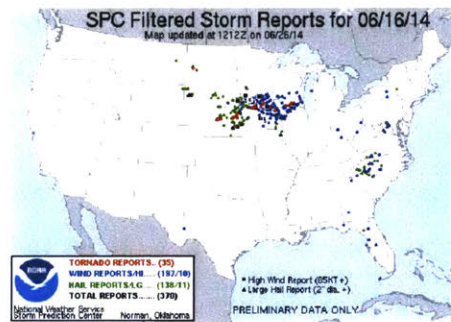 SPC Filtered Storm Reports for 06/16/14
Map updated at 1212Z on 06/26/14
TORNADO REPORTS.. (35)
WIND REPORTS/HI..... (197/10)
HAIL REPORTS/LG.... (138/11)
TOTAL REPORTS....... (370)
National Weather Service
Storm Prediction Center Norman, Oklahoma
High Wind Report (65KT +)
Large Hail Report (2" dia. +)
PRELIMINARY DATA ONLY